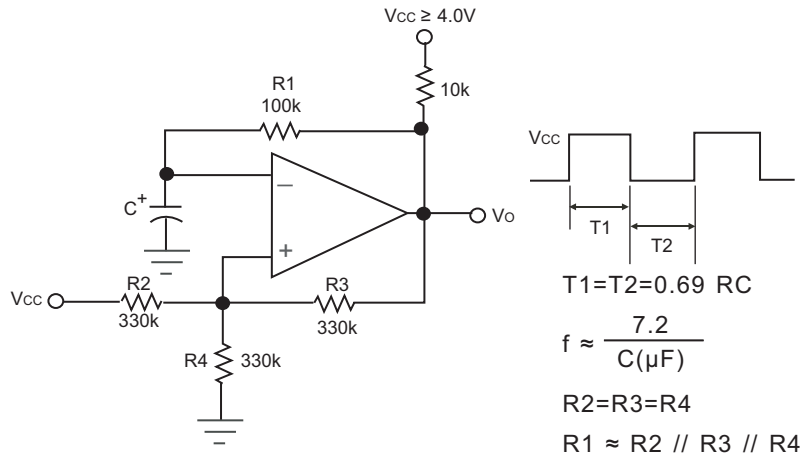 VCC ≥ 4.0V
10k
R1
100k
VCC
C
+
−
+
VO
T1
T2
VCC
R2
330k
R3
330k
R4
330k
T1=T2=0.69 RC
f ≈ 7.2 / C(µF)
R2=R3=R4
R1 ≈ R2 // R3 // R4